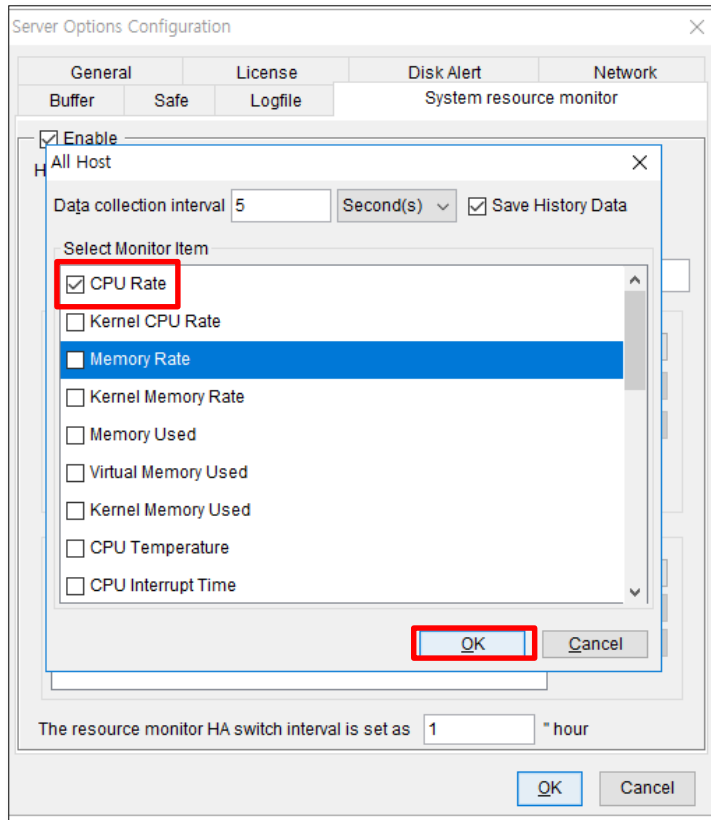 Server Options Configuration
General License Disk Alert Network
Buffer Safe Logfile System resource monitor
Enable
H
All Host
Data collection interval 5 Second(s) Save History Data
Select Monitor Item
CPU Rate
Kernel CPU Rate
Memory Rate
Kernel Memory Rate
Memory Used
Virtual Memory Used
Kernel Memory Used
CPU Temperature
CPU Interrupt Time
OK Cancel
The resource monitor HA switch interval is set as 1 " hour
OK Cancel